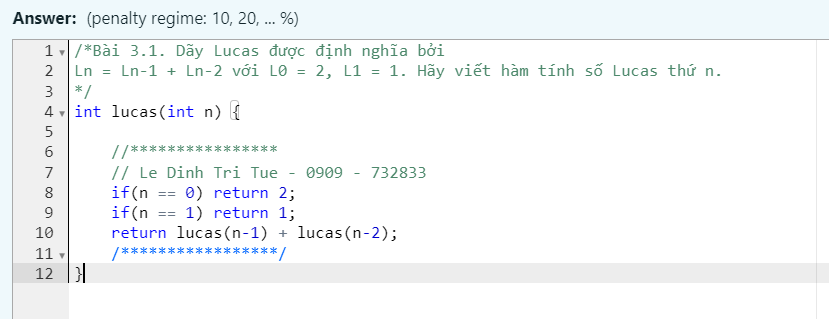 Answer: (penalty regime: 10, 20, ... %)
1 /*Bài 3.1. Dãy Lucas được định nghĩa bởi
2 Ln = Ln-1 + Ln-2 với L0 = 2, L1 = 1. Hãy viết hàm tính số Lucas thứ n.
3 */
4 int lucas(int n) {
5
6 //****************
7 // Le Dinh Tri Tue - 0909 - 732833
8 if(n == 0) return 2;
9 if(n == 1) return 1;
10 return lucas(n-1) + lucas(n-2);
11 /*****************/
12 }